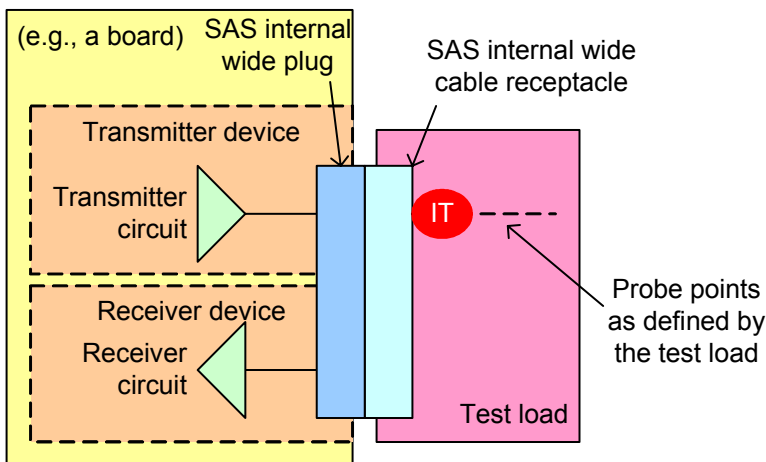 (e.g., a board)
SAS internal
wide plug
SAS internal wide
cable receptacle
Transmitter device
Transmitter
circuit
IT
Receiver device
Receiver
circuit
Probe points
as defined by
the test load
Test load